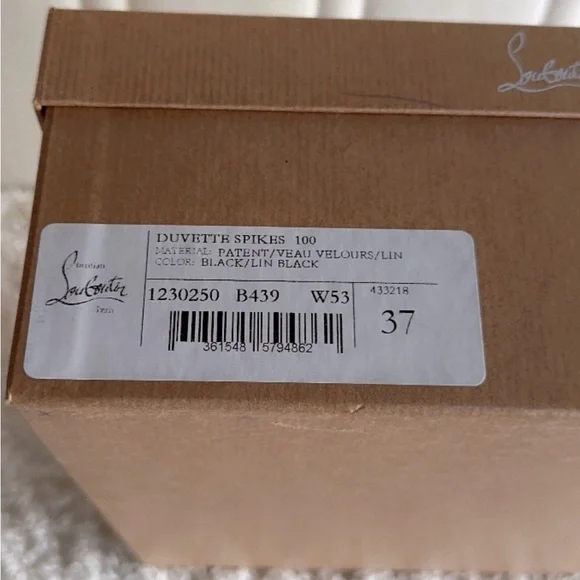 Louboutin
DUVETTE SPIKES 100
MATERIAL: PATENT/VEAU VELOURS/LIN
COLOR: BLACK/LIN BLACK
Christian
Louboutin
Paris
1230250 B439 W53
433218
37
361548 5794862